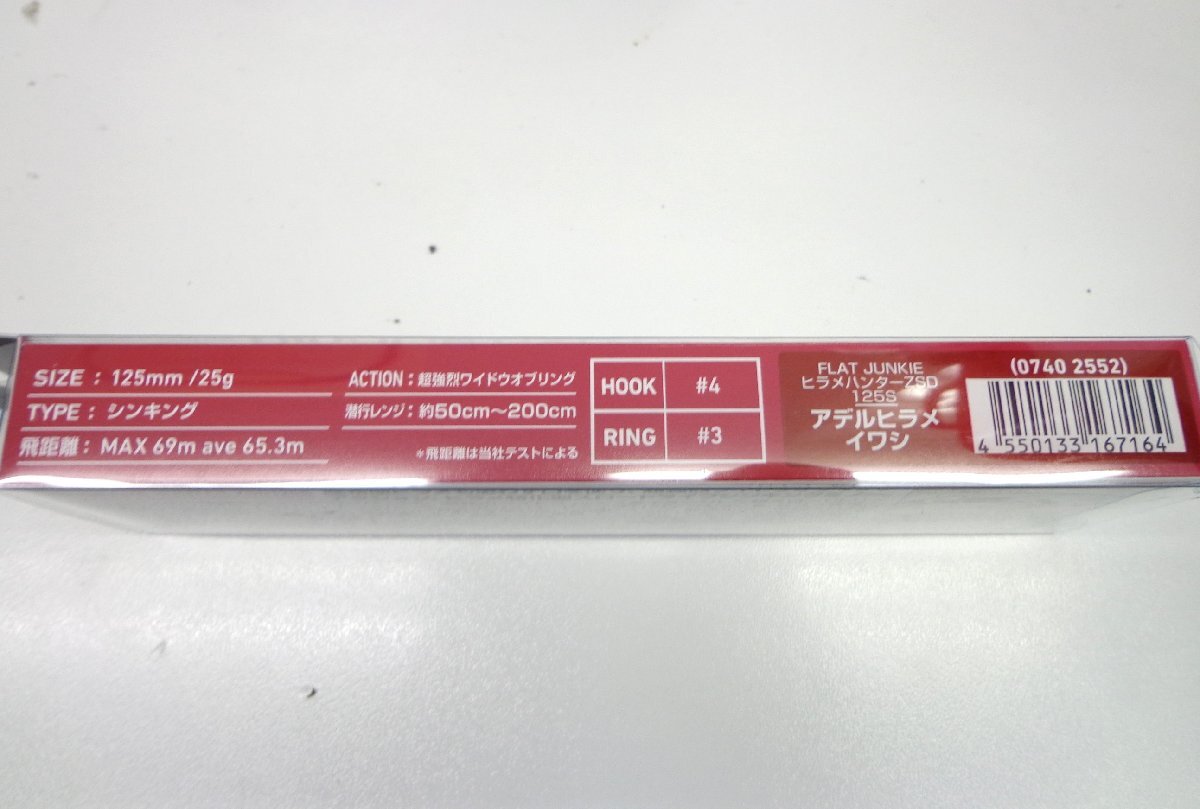 SIZE : 125mm /25g
TYPE : シンキング
飛距離 : MAX 69m ave 65.3m
ACTION : 超強烈ワイドウオブリング
潜行レンジ : 約50cm～200cm
＊飛距離は当社テストによる
HOOK #4
RING #3
FLAT JUNKIE
ヒラメハンターZSD
125S
アデルヒラメ
イワシ
(0740 2552)
4 550133 167164